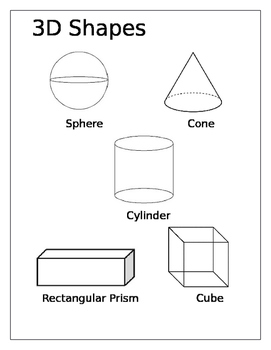 3D Shapes
Sphere
Cone
Cylinder
Rectangular Prism
Cube